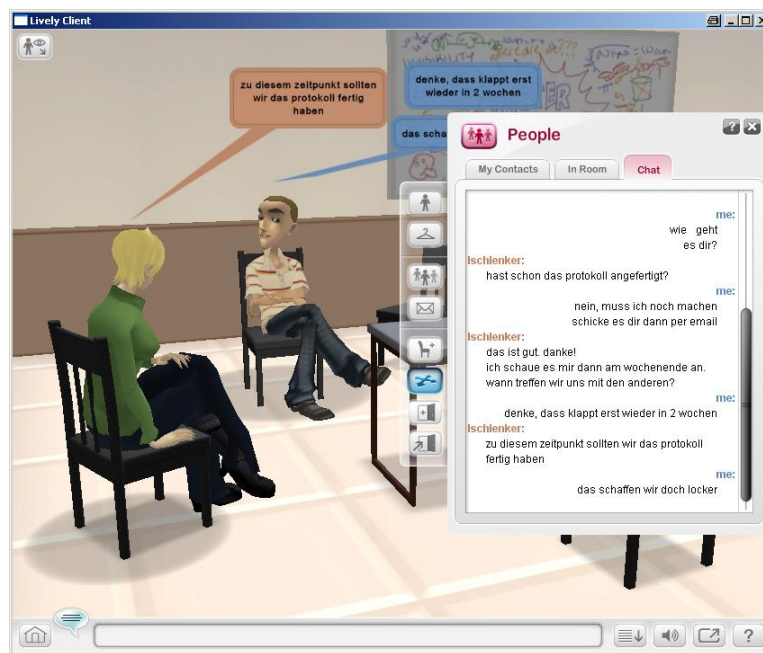 Lively Client
zu diesem zeitpunkt sollten
wir das protokoll fertig
haben
denke, dass klappt erst
wieder in 2 wochen
das scha
People
My Contacts
In Room
Chat
me:
wie geht
es dir?
lschlenker:
hast schon das protokoll angefertigt?
me:
nein, muss ich noch machen
schicke es dir dann per email
lschlenker:
das ist gut. danke!
ich schaue es mir dann am wochenende an.
wann treffen wir uns mit den anderen?
me:
denke, dass klappt erst wieder in 2 wochen
lschlenker:
zu diesem zeitpunkt sollten wir das protokoll
fertig haben
me:
das schaffen wir doch locker